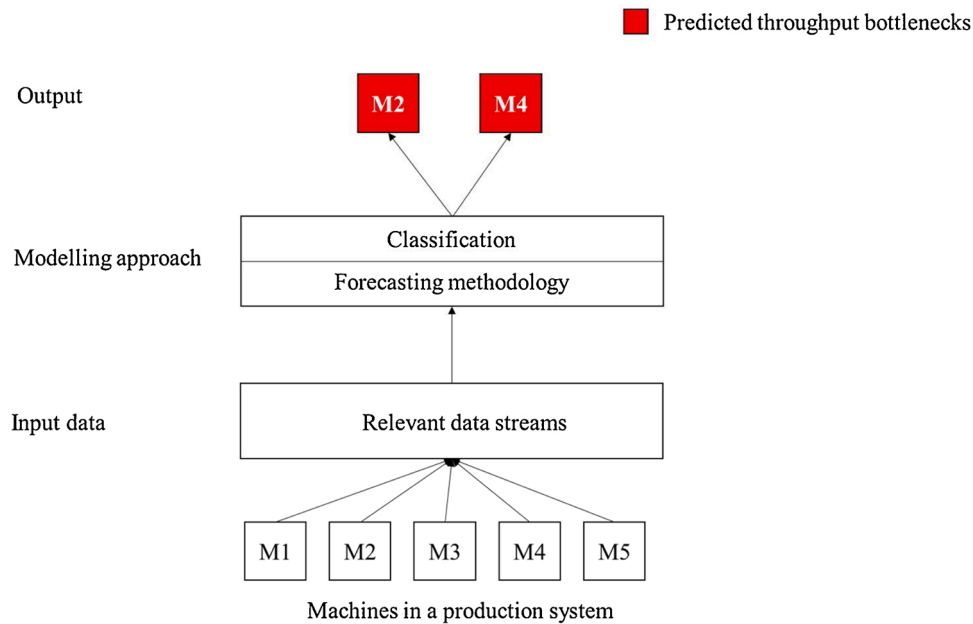 Predicted throughput bottlenecks
Output
M2
M4
Modelling approach
Classification
Forecasting methodology
Input data
Relevant data streams
M1
M2
M3
M4
M5
Machines in a production system